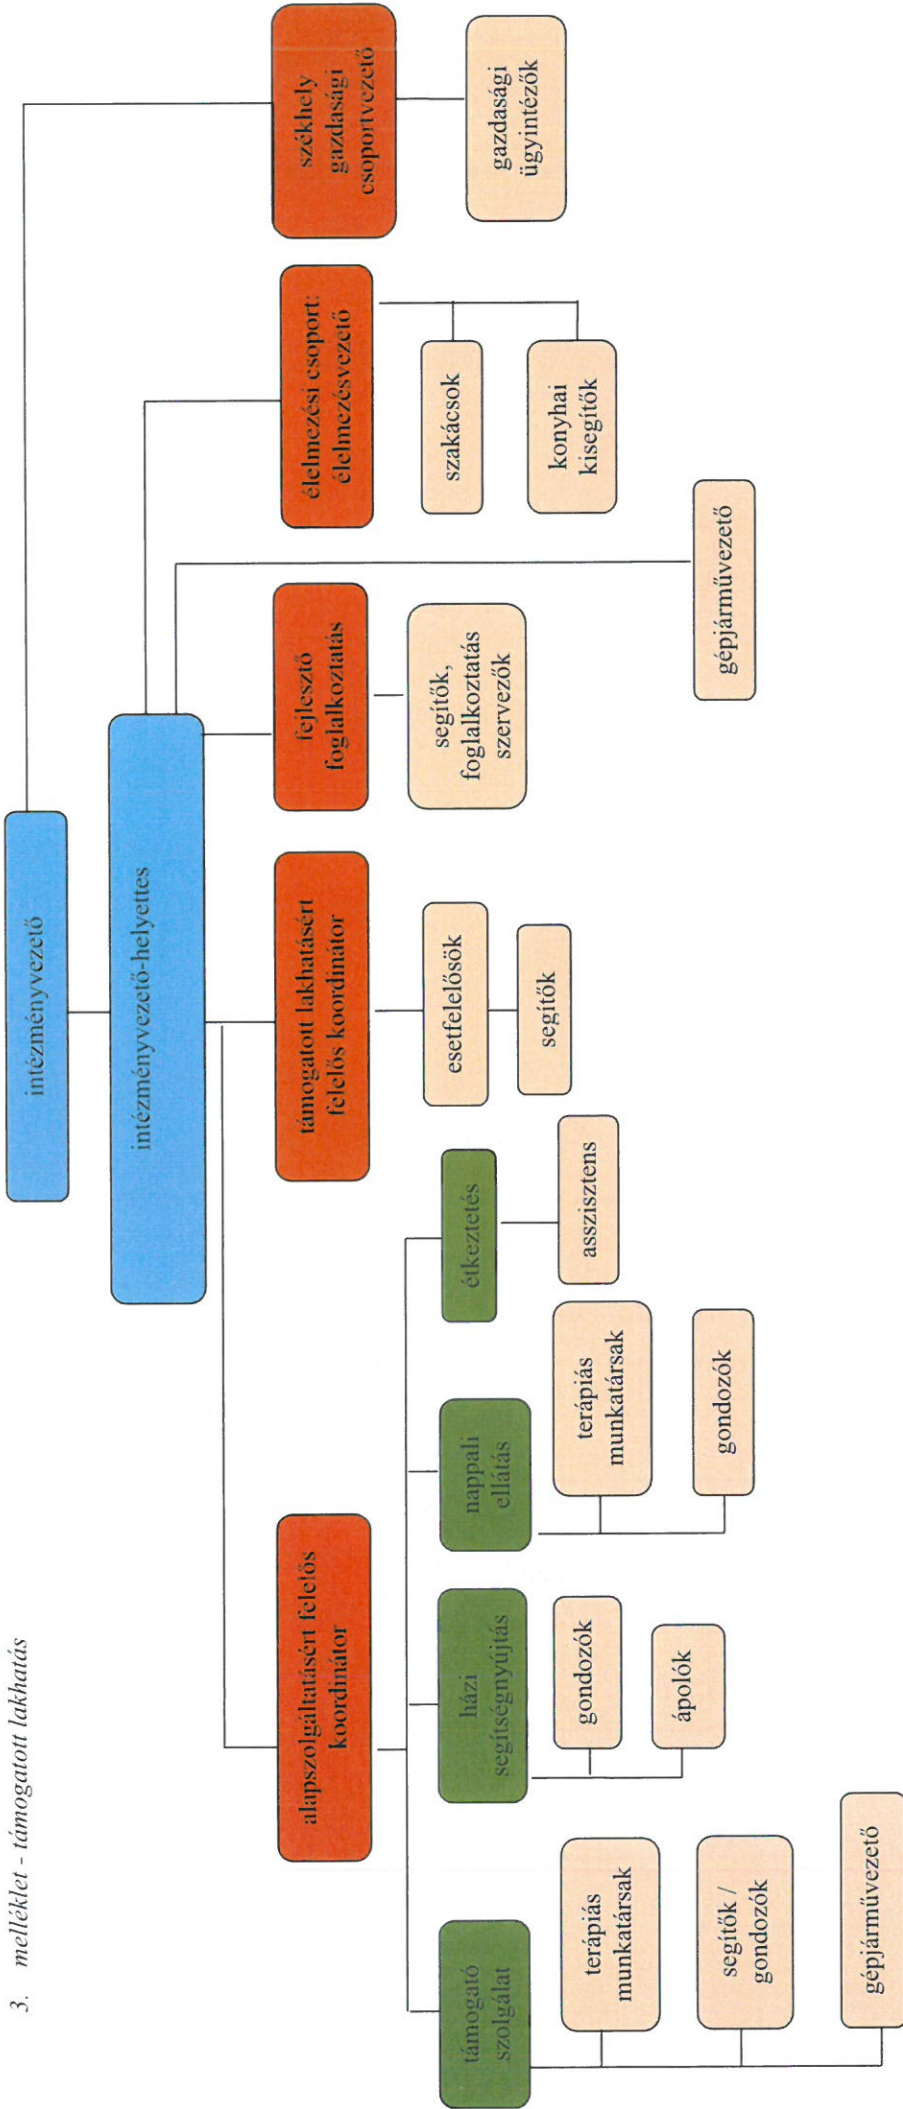 3. melléklet - támogatott lakhatás
intézményvezető
intézményvezető-helyettes
alapszolgáltatásért felelős
koordinátor
támogatott lakhatásért
felelős koordinátor
fejlesztő
foglalkoztatás
élelmezési csoport:
élelmezésvezető
székhely
gazdasági
csoportvezető
támogató
szolgálat
házi
segítségnyújtás
nappali
ellátás
étkeztetés
esetfelelősök
segítők
segítők,
foglalkoztatás
szervezők
szakácsok
konyhai
kisegítők
gazdasági
ügyintézők
terápiás
munkatársak
segítők /
gondozók
gépjárművezető
gondozók
ápolók
terápiás
munkatársak
gondozók
asszisztens
gépjárművezető